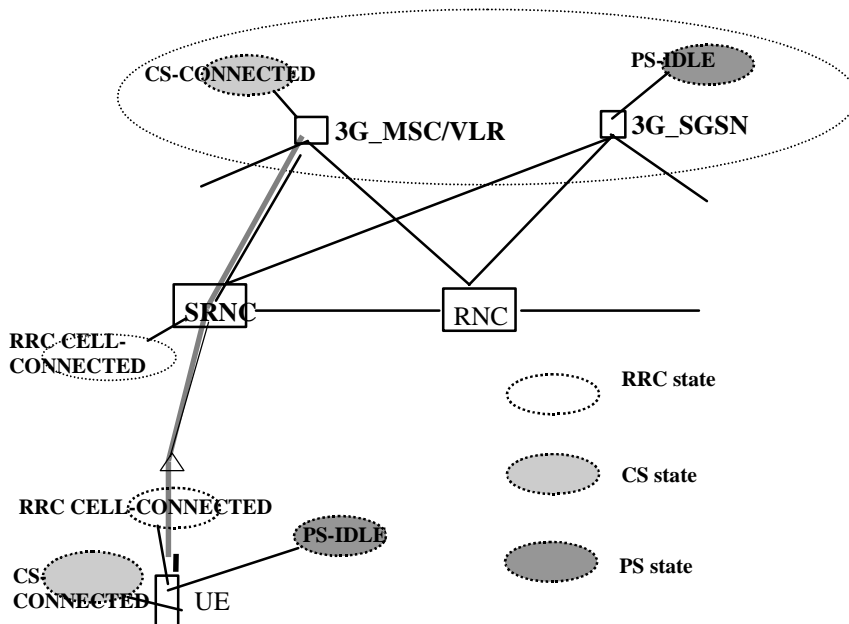 CS-CONNECTED
PS-IDLE
3G_MSC/VLR
3G_SGSN
SRNC
RNC
RRC CELL-
CONNECTED
RRC state
CS state
RRC CELL-CONNECTED
PS-IDLE
PS state
CS-
CONNECTED
UE